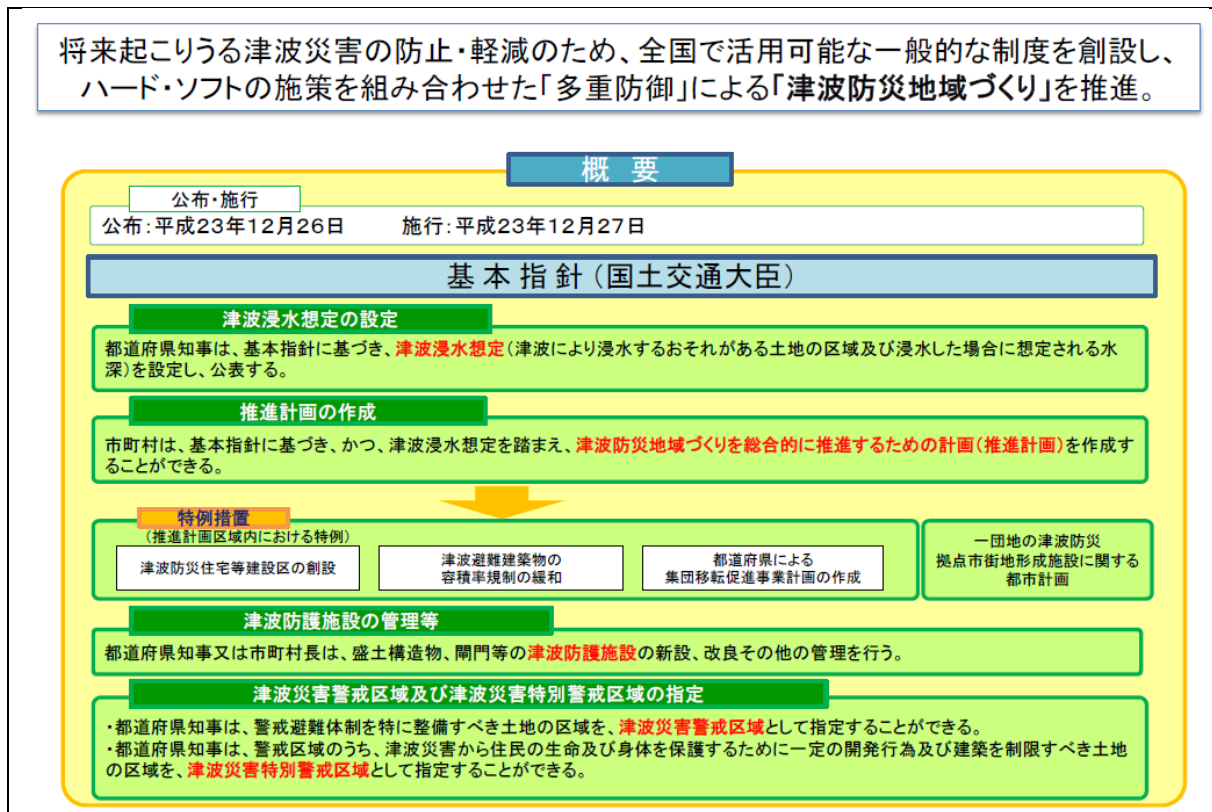 将来起こりうる津波災害の防止・軽減のため、全国で活用可能な一般的な制度を創設し、
ハード・ソフトの施策を組み合わせた「多重防御」による「津波防災地域づくり」を推進。
概 要
公布・施行
公布：平成２３年１２月２６日　　施行：平成２３年１２月２７日
基 本 指 針（国土交通大臣）
津波浸水想定の設定
都道府県知事は、基本指針に基づき、津波浸水想定（津波により浸水するおそれがある土地の区域及び浸水した場合に想定される水
深）を設定し、公表する。
推進計画の作成
市町村は、基本指針に基づき、かつ、津波浸水想定を踏まえ、津波防災地域づくりを総合的に推進するための計画（推進計画）を作成す
ることができる。
特例措置
（推進計画区域内における特例）
津波防災住宅等建設区の創設
津波避難建築物の
容積率規制の緩和
都道府県による
集団移転促進事業計画の作成
一団地の津波防災
拠点市街地形成施設に関する
都市計画
津波防護施設の管理等
都道府県知事又は市町村長は、盛土構造物、閘門等の津波防護施設の新設、改良その他の管理を行う。
津波災害警戒区域及び津波災害特別警戒区域の指定
・都道府県知事は、警戒避難体制を特に整備すべき土地の区域を、津波災害警戒区域として指定することができる。
・都道府県知事は、警戒区域のうち、津波災害から住民の生命及び身体を保護するために一定の開発行為及び建築を制限すべき土地
の区域を、津波災害特別警戒区域として指定することができる。